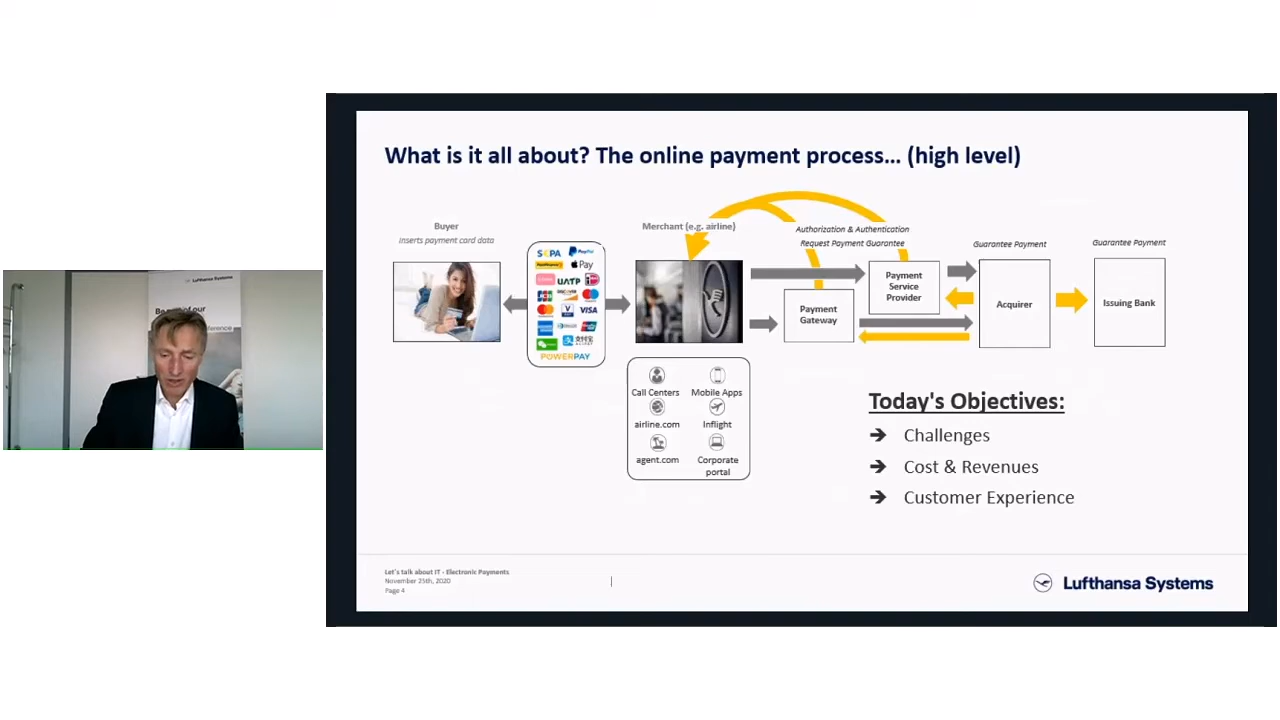 What is it all about? The online payment process... (high level)
Buyer
inserts payment card data
Merchant (e.g. airline)
Authorization & Authentication
Request Payment Guarantee
Guarantee Payment
Guarantee Payment
SEPA
PayPal
Pay
UATP
JCB
DISCOVER
VISA
POWERPAY
Payment
Service
Provider
Payment
Gateway
Acquirer
Issuing Bank
Call Centers
Mobile Apps
airline.com
Inflight
agent.com
Corporate
portal
Today's Objectives:
➔ Challenges
➔ Cost & Revenues
➔ Customer Experience
Lufthansa Systems
Let's talk about IT - Electronic Payments
November 25th, 2020
Page 4
|
Lufthansa Systems